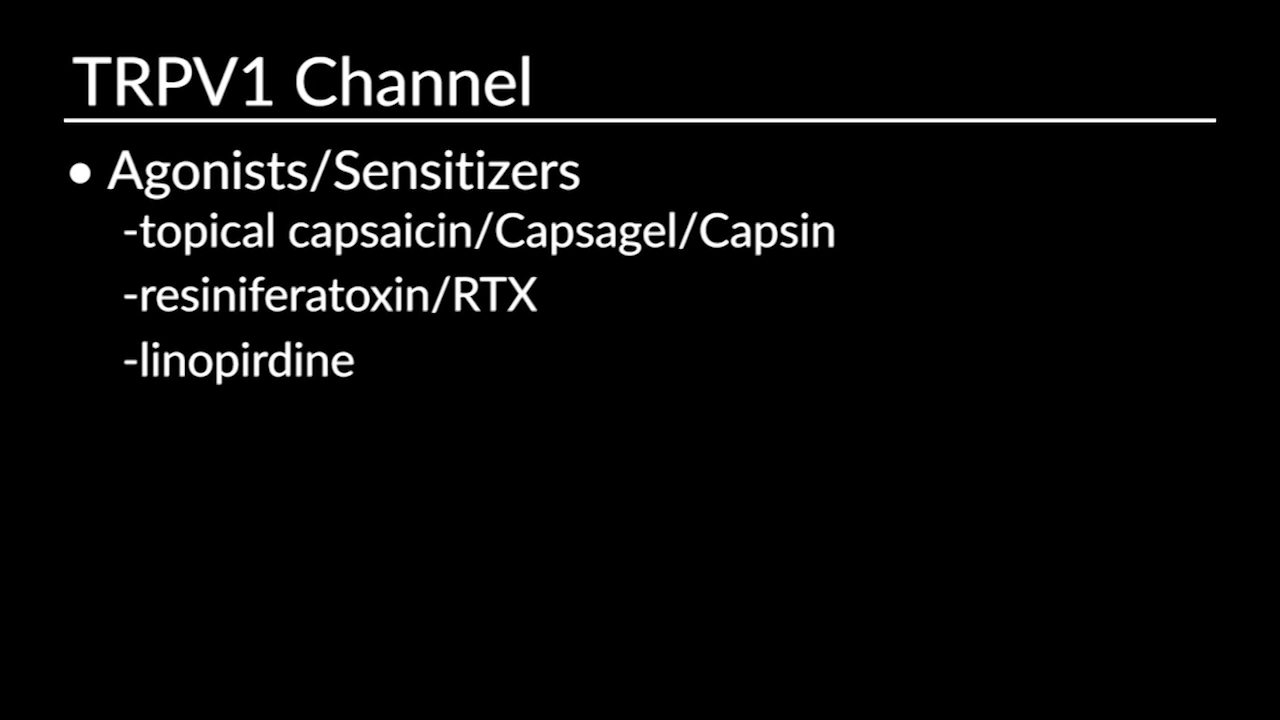 TRPV1 Channel
• Agonists/Sensitizers
-topical capsaicin/Capsagel/Capsin
-resiniferatoxin/RTX
-linopirdine